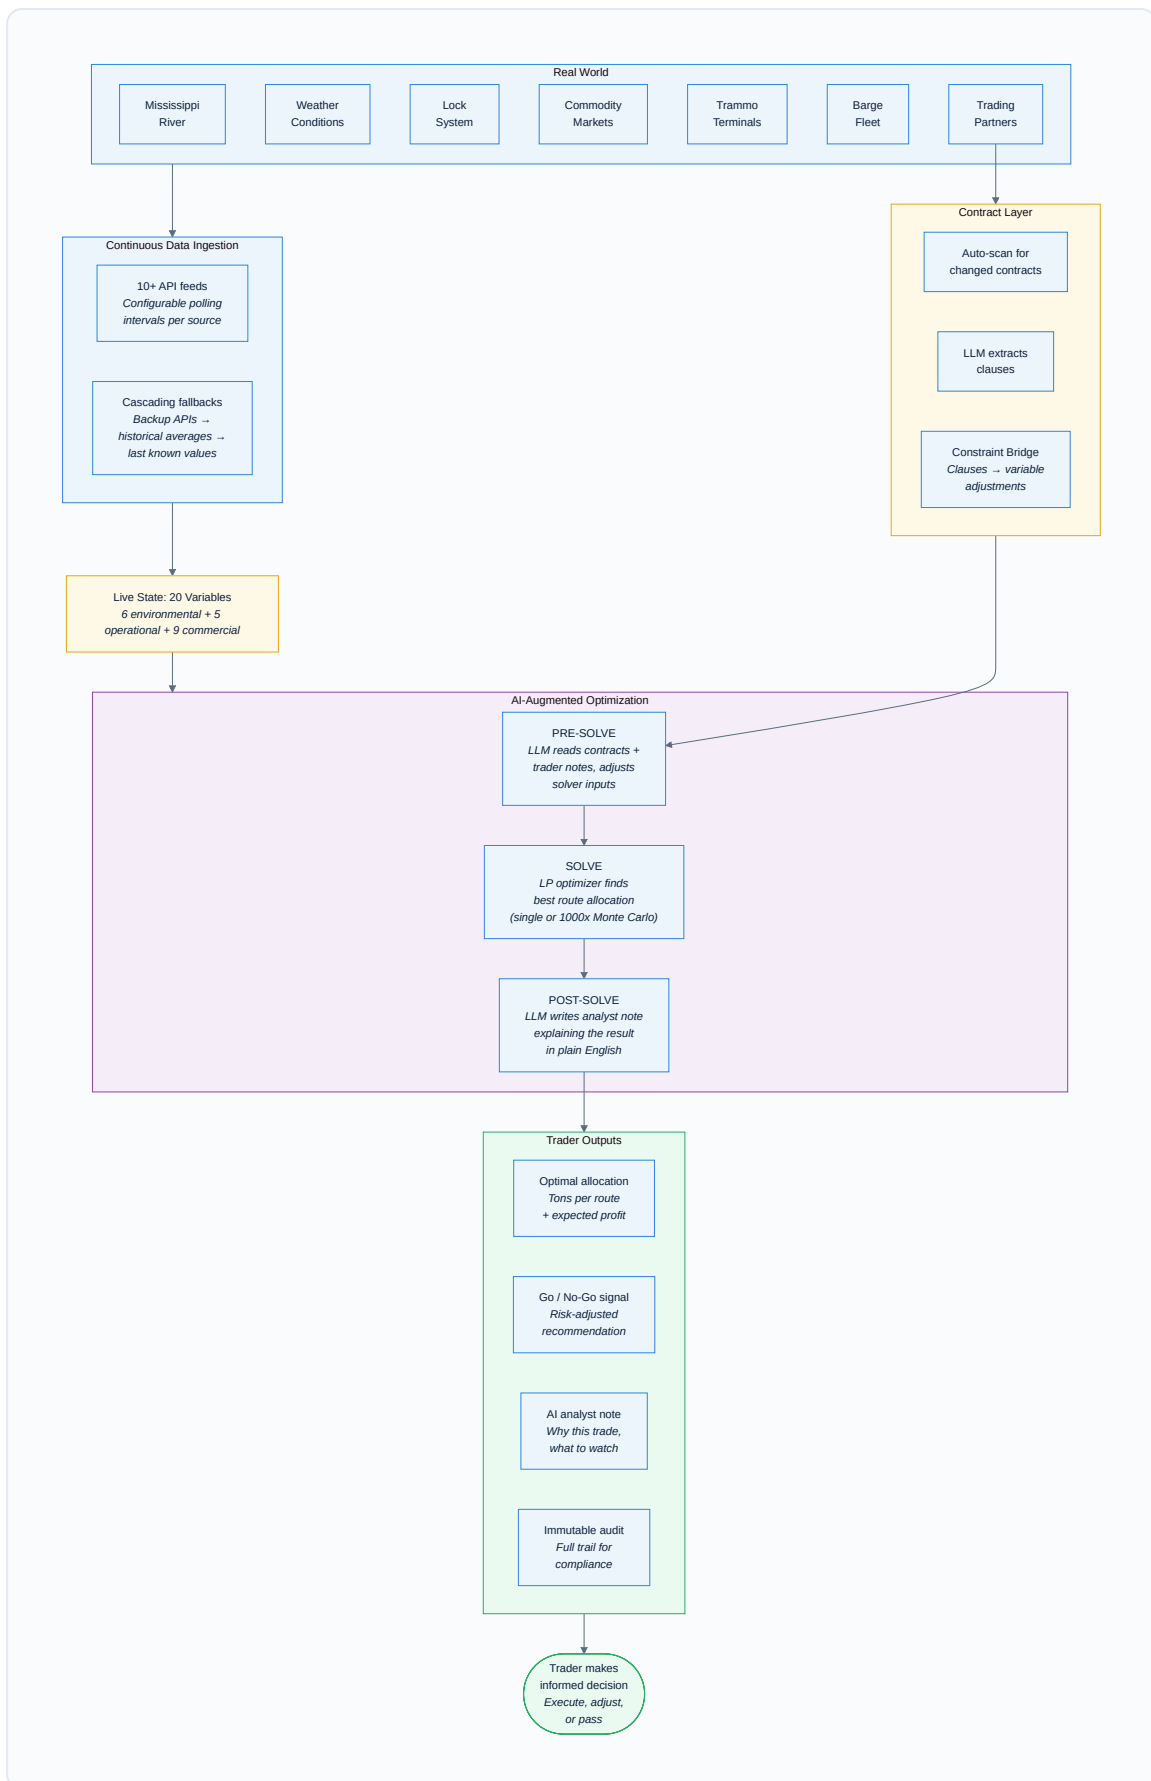 Real World
Mississippi
River
Weather
Conditions
Lock
System
Commodity
Markets
Trammo
Terminals
Barge
Fleet
Trading
Partners
Continuous Data Ingestion
10+ API feeds
Configurable polling
intervals per source
Cascading fallbacks
Backup APIs →
historical averages →
last known values
Contract Layer
Auto-scan for
changed contracts
LLM extracts
clauses
Constraint Bridge
Clauses → variable
adjustments
Live State: 20 Variables
6 environmental + 5
operational + 9 commercial
AI-Augmented Optimization
PRE-SOLVE
LLM reads contracts +
trader notes, adjusts
solver inputs
SOLVE
LP optimizer finds
best route allocation
(single or 1000x Monte Carlo)
POST-SOLVE
LLM writes analyst note
explaining the result
in plain English
Trader Outputs
Optimal allocation
Tons per route
+ expected profit
Go / No-Go signal
Risk-adjusted
recommendation
AI analyst note
Why this trade,
what to watch
Immutable audit
Full trail for
compliance
Trader makes
informed decision
Execute, adjust,
or pass